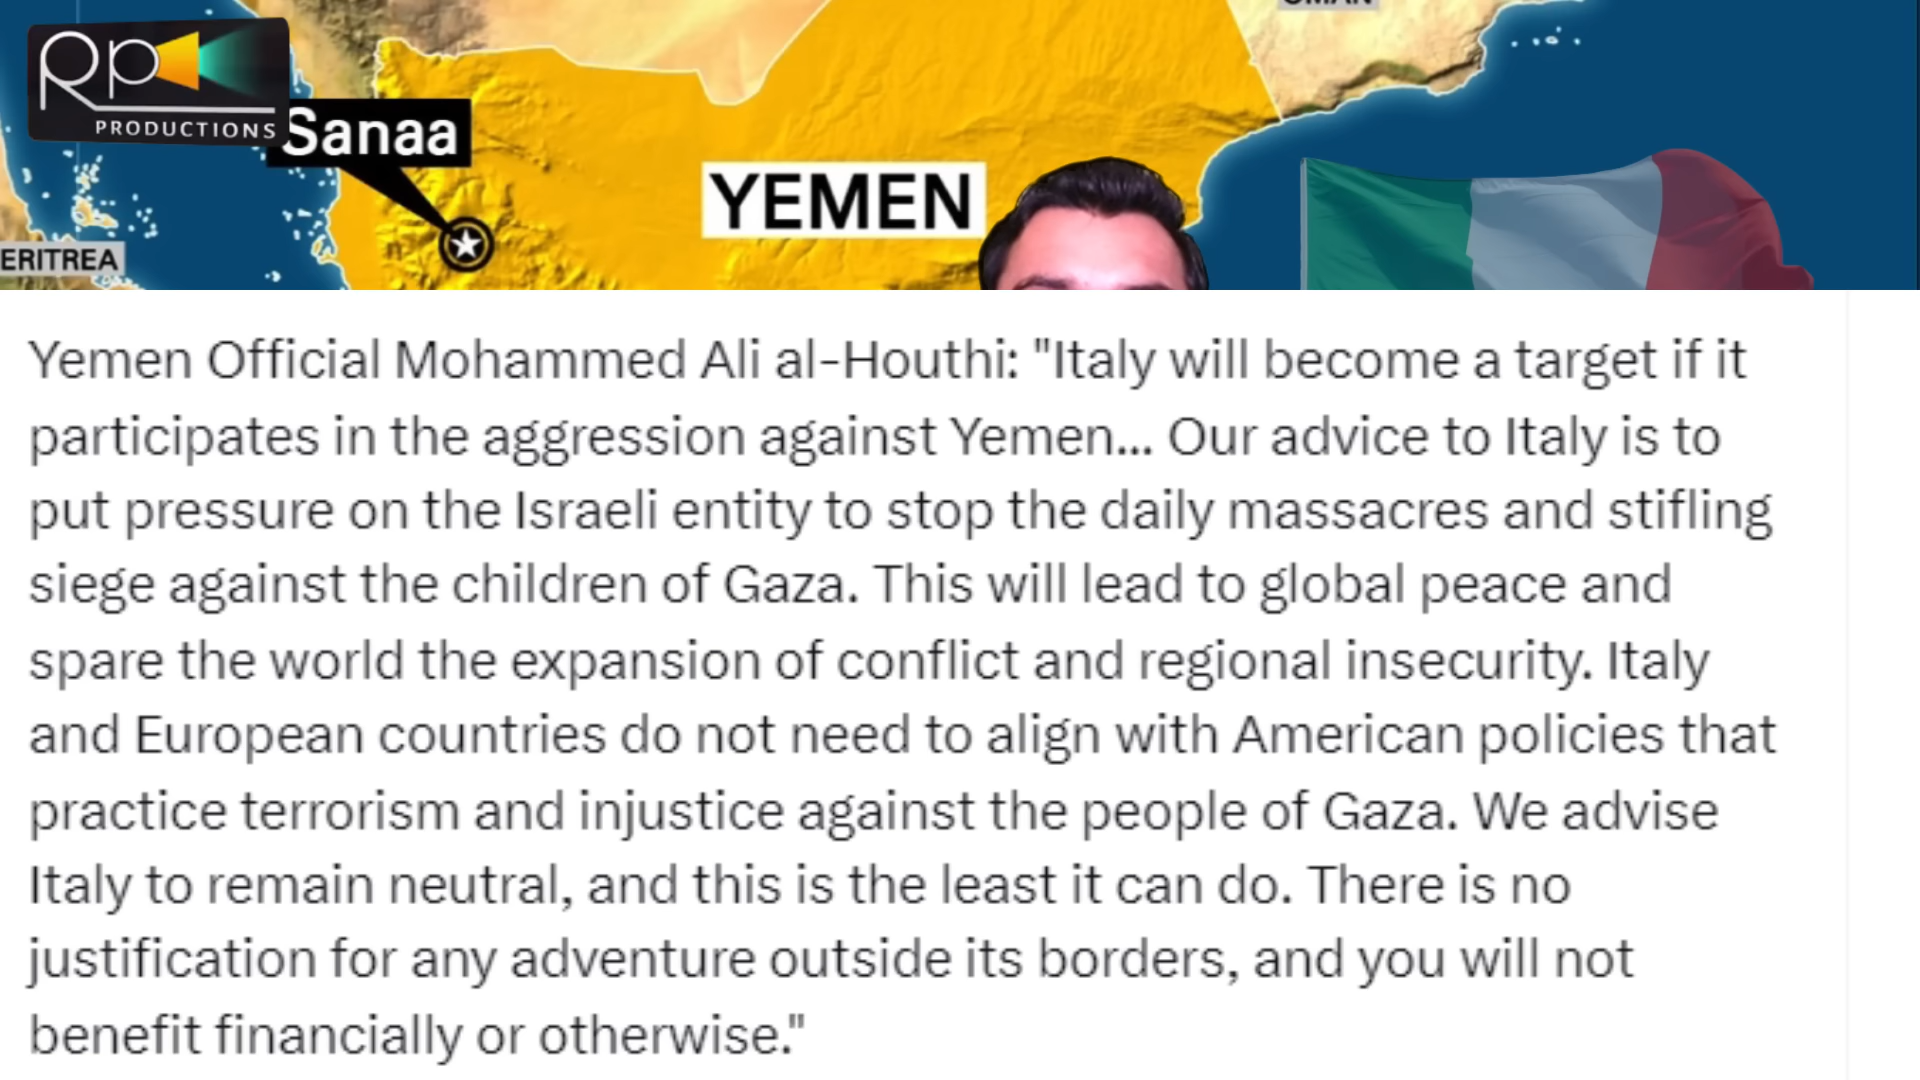 OMAN
Rp
PRODUCTIONS
Sanaa
YEMEN
ERITREA
Yemen Official Mohammed Ali al-Houthi: "Italy will become a target if it
participates in the aggression against Yemen... Our advice to Italy is to
put pressure on the Israeli entity to stop the daily massacres and stifling
siege against the children of Gaza. This will lead to global peace and
spare the world the expansion of conflict and regional insecurity. Italy
and European countries do not need to align with American policies that
practice terrorism and injustice against the people of Gaza. We advise
Italy to remain neutral, and this is the least it can do. There is no
justification for any adventure outside its borders, and you will not
benefit financially or otherwise."